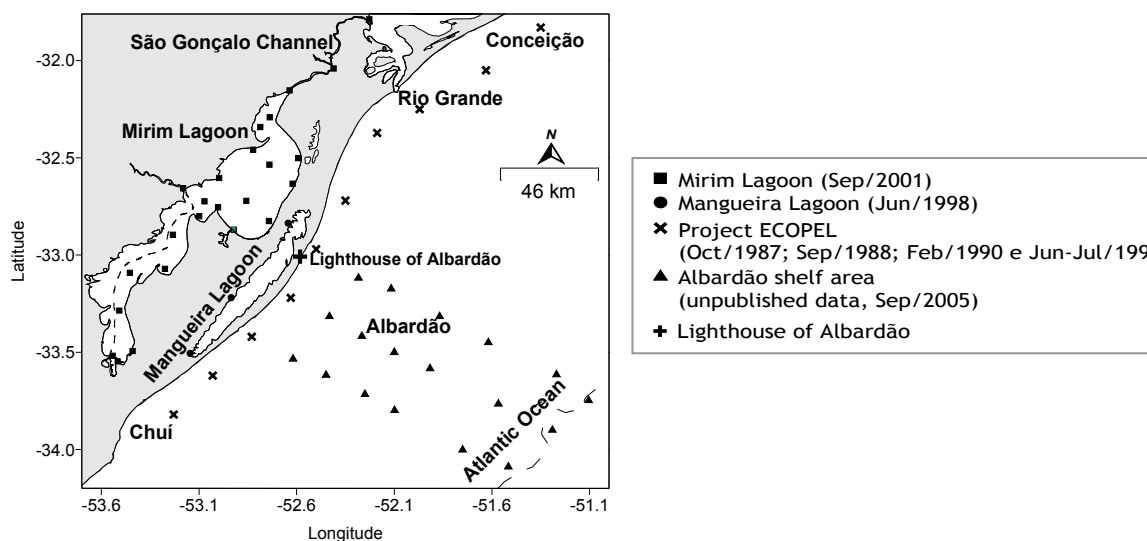 São Gonçalo Channel
Conceição
Rio Grande
Mirim Lagoon
N
46 km
Lighthouse of Albardão
Mangueira Lagoon
Albardão
Atlantic Ocean
Chuí
-32.0
-32.5
-33.0
-33.5
-34.0
Latitude
-53.6 -53.1 -52.6 -52.1 -51.6 -51.1
Longitude
Mirim Lagoon (Sep/2001)
Mangueira Lagoon (Jun/1998)
Project ECOPEL
(Oct/1987; Sep/1988; Feb/1990 e Jun-Jul/199
Albardão shelf area
(unpublished data, Sep/2005)
Lighthouse of Albardão